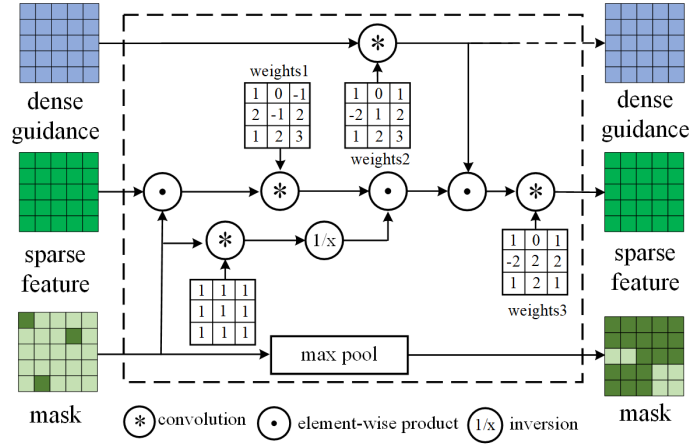 weights1
1 0 -1
2 -1 2
1 2 3
1 0 1
-2 1 2
1 2 3
weights2
dense
guidance
dense
guidance
sparse
feature
1/x
1 1 1
1 1 1
1 1 1
1 0 1
-2 2 2
1 2 1
weights3
sparse
feature
max pool
mask
mask
* convolution
element-wise product
1/x inversion